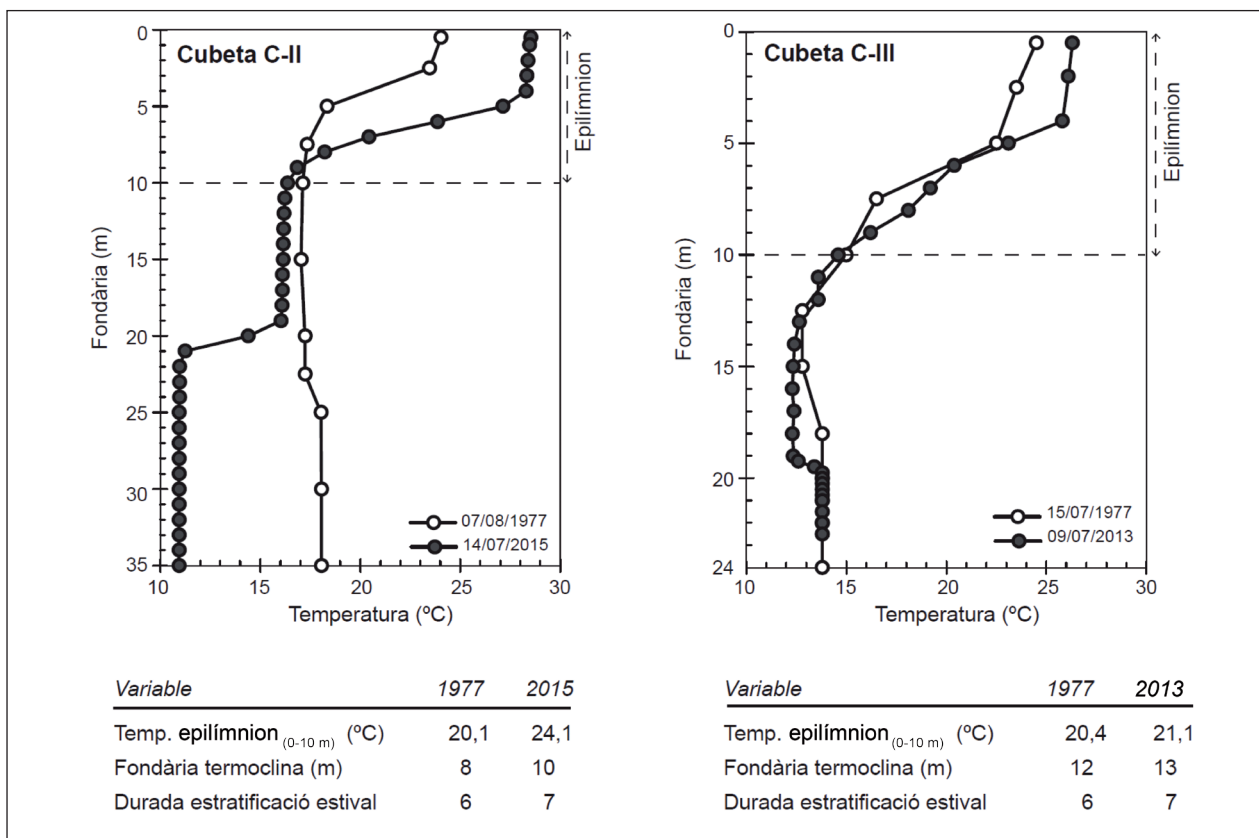 Cubeta C-II
Epilímnion
Fondària (m)
0
5
10
15
20
25
30
35
07/08/1977
14/07/2015
10
15
20
25
30
Temperatura (ºC)
Cubeta C-III
Epilímnion
Fondària (m)
0
5
10
15
20
24
15/07/1977
09/07/2013
10
15
20
25
30
Temperatura (ºC)
Variable 1977 2015
Temp. epilímnion (0-10 m) (ºC) 20,1 24,1
Fondària termoclina (m) 8 10
Durada estratificació estival 6 7
Variable 1977 2013
Temp. epilímnion (0-10 m) (ºC) 20,4 21,1
Fondària termoclina (m) 12 13
Durada estratificació estival 6 7